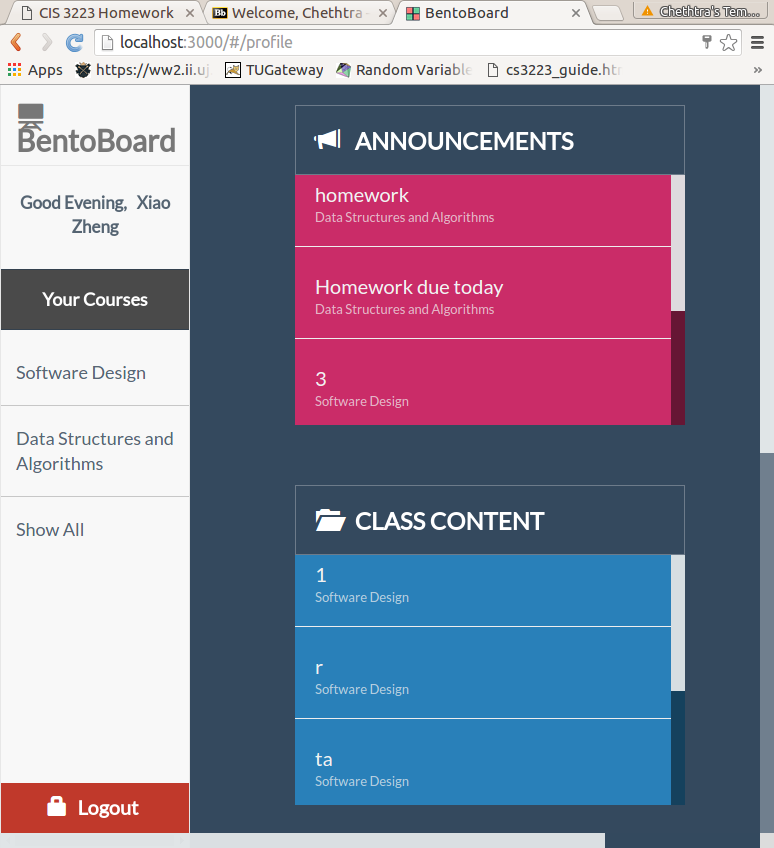 CIS 3223 Homework
Welcome, Chethtra
BentoBoard
Chethtra's Tem...
localhost:3000/#/profile
Apps
https://ww2.ii.uj
TUGateway
Random Variable
cs3223_guide.ht
»
BentoBoard
Good Evening, Xiao
Zheng
Your Courses
Software Design
Data Structures and
Algorithms
Show All
Logout
ANNOUNCEMENTS
homework
Data Structures and Algorithms
Homework due today
Data Structures and Algorithms
3
Software Design
CLASS CONTENT
1
Software Design
r
Software Design
ta
Software Design